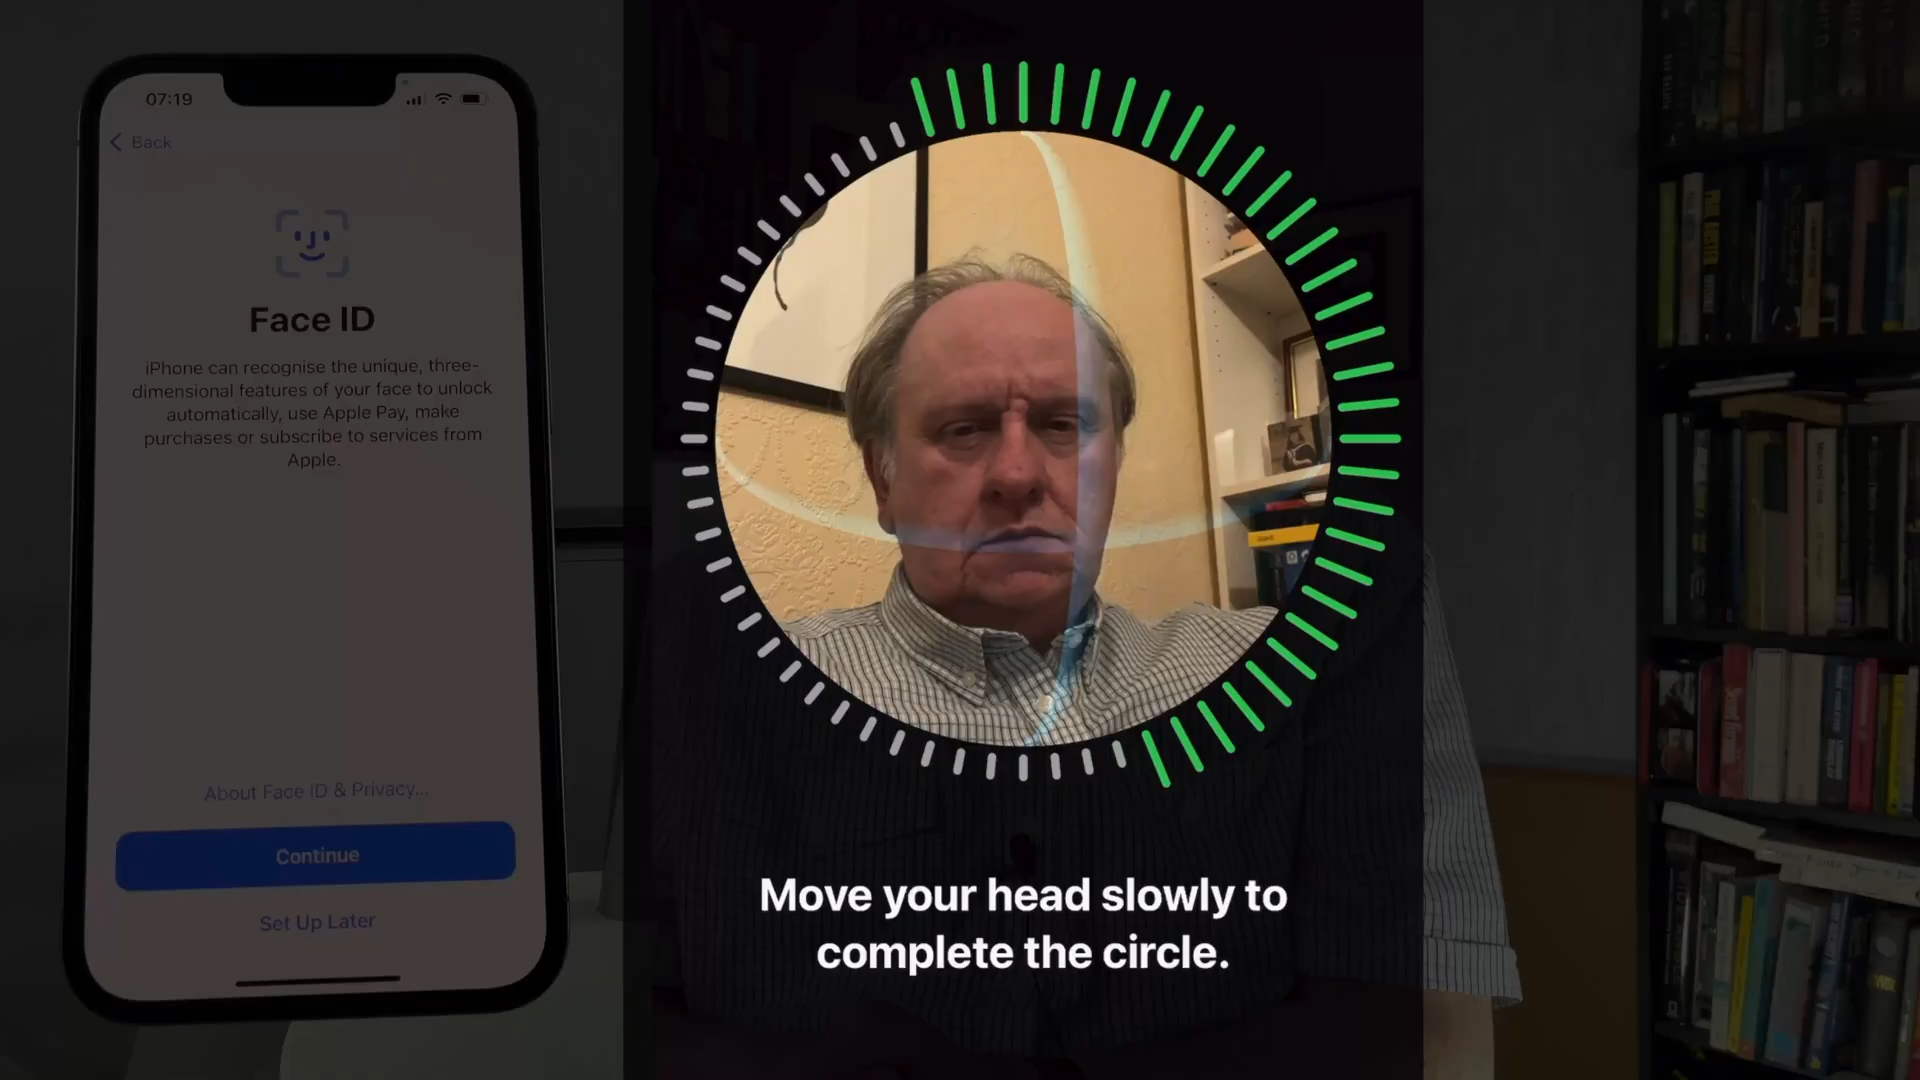 07:19
Back
Face ID
iPhone can recognise the unique, three-
dimensional features of your face to unlock
automatically, use Apple Pay, make
purchases or subscribe to services from
Apple.
About Face ID & Privacy...
Continue
Set Up Later
Move your head slowly to
complete the circle.